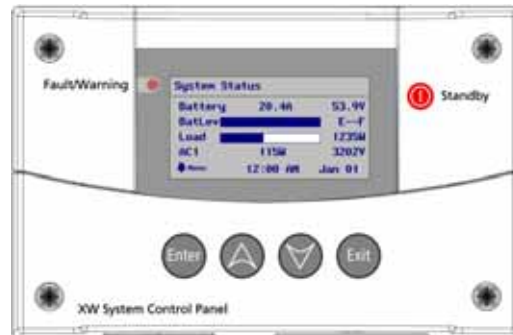 Fault/Warning
System Status
Battery 20.4A 53.9V
BatLev E--F
Load 1235W
AC1 115W 3202V
Menu 12:00 AM Jan 01
Standby
Enter
Exit
XW System Control Panel